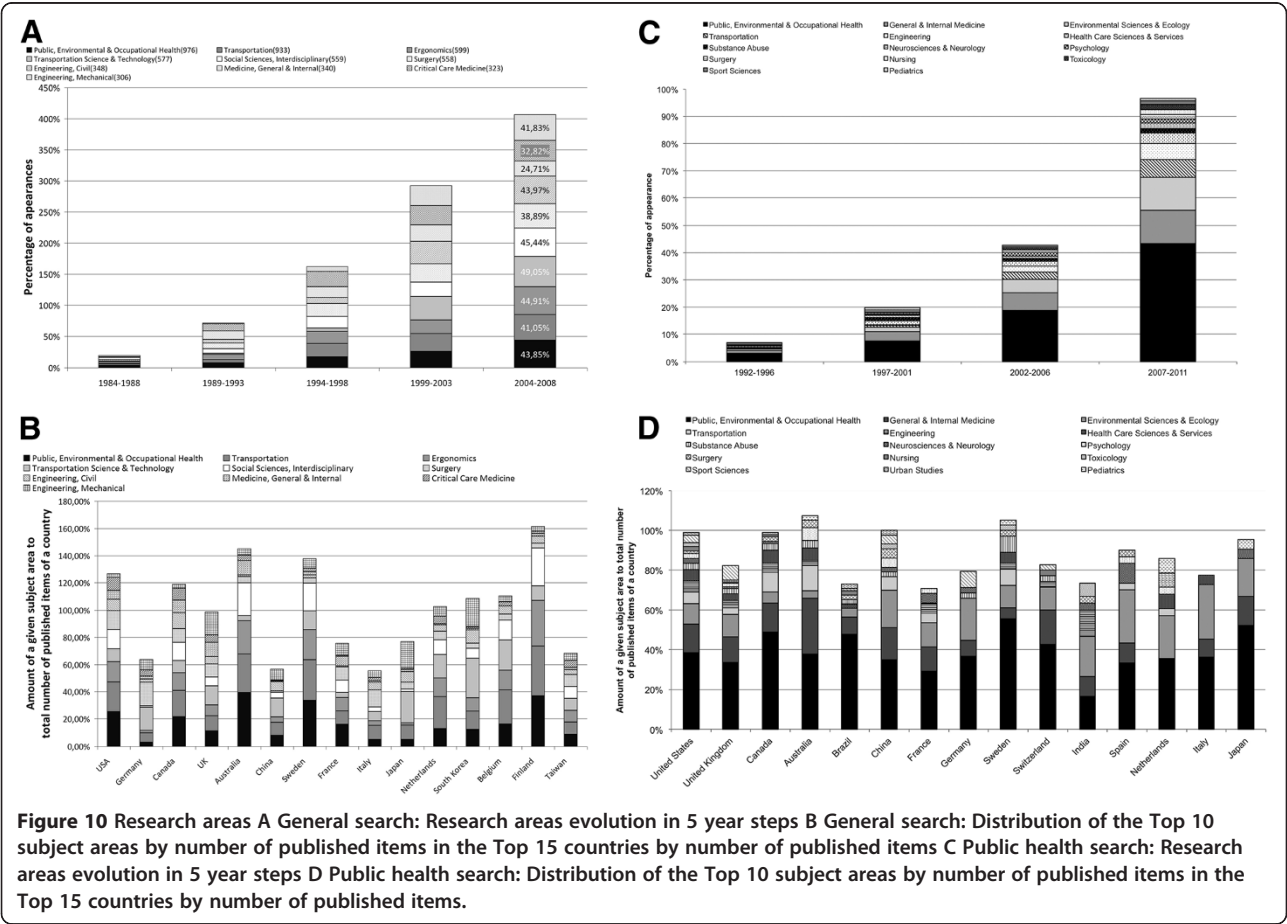 A
Public, Environmental & Occupational Health(976) Transportation(933) Ergonomics(599)
Transportation Science & Technology(577) Social Sciences, Interdisciplinary(559) Surgery(558)
Engineering, Civil(348) Medicine, General & Internal(340) Critical Care Medicine(323)
Engineering, Mechanical(306)
Percentage of apearances
450%
400%
350%
300%
250%
200%
150%
100%
50%
0%
41,83%
32,82%
24,71%
43,97%
38,89%
45,44%
49,05%
44,91%
41,05%
43,85%
1984-1988 1989-1993 1994-1998 1999-2003 2004-2008
C
Public, Environmental & Occupational Health General & Internal Medicine Environmental Sciences & Ecology
Transportation Engineering Health Care Sciences & Services
Substance Abuse Neurosciences & Neurology Psychology
Surgery Nursing Toxicology
Sport Sciences Pediatrics
Percentage of appearance
100%
90%
80%
70%
60%
50%
40%
30%
20%
10%
0%
1992-1996 1997-2001 2002-2006 2007-2011
B
Public, Environmental & Occupational Health Transportation Ergonomics
Transportation Science & Technology Social Sciences, Interdisciplinary Surgery
Engineering, Civil Medicine, General & Internal Critical Care Medicine
Engineering, Mechanical
Amount of a given subject area to
total number of published items of a country
180,00%
160,00%
140,00%
120,00%
100,00%
80,00%
60,00%
40,00%
20,00%
0,00%
USA Germany Canada UK Australia China Sweden France Italy Japan Netherlands South Korea Belgium Finland Taiwan
D
Public, Environmental & Occupational Health General & Internal Medicine Environmental Sciences & Ecology
Transportation Engineering Health Care Sciences & Services
Substance Abuse Neurosciences & Neurology Psychology
Surgery Nursing Toxicology
Sport Sciences Urban Studies Pediatrics
Amount of a given subject area to total number
of published items of a country
120%
100%
80%
60%
40%
20%
0%
United States United Kingdom Canada Australia Brazil China France Germany Sweden Switzerland India Spain Netherlands Italy Japan
Figure 10 Research areas A General search: Research areas evolution in 5 year steps B General search: Distribution of the Top 10
subject areas by number of published items in the Top 15 countries by number of published items C Public health search: Research
areas evolution in 5 year steps D Public health search: Distribution of the Top 10 subject areas by number of published items in the
Top 15 countries by number of published items.